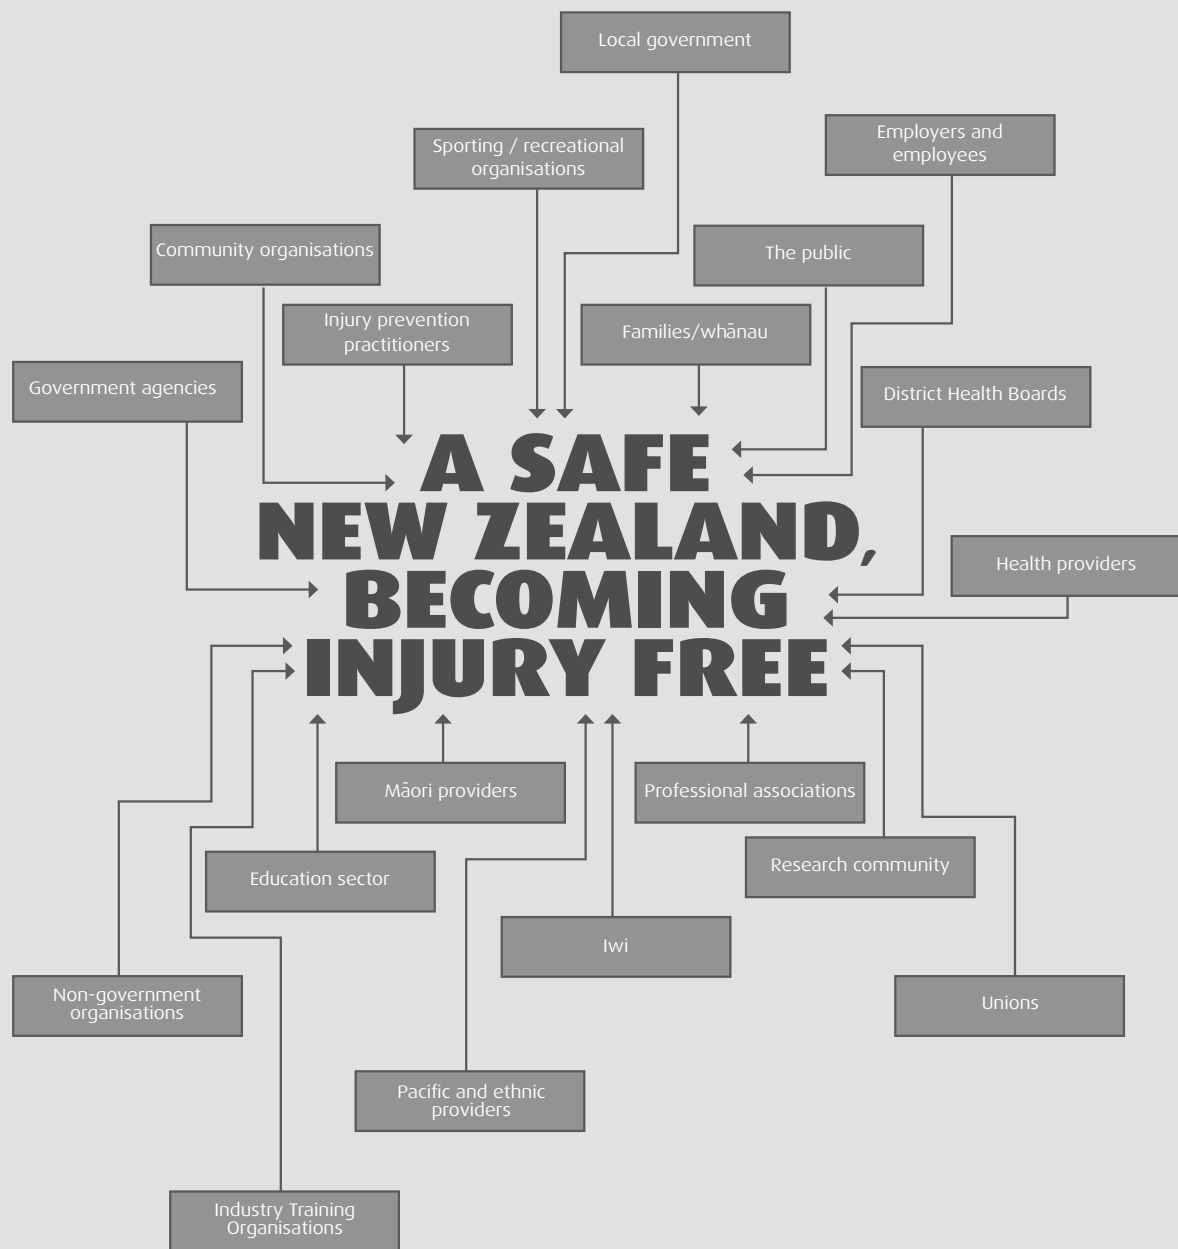 Local government
Employers and
employees
Sporting / recreational
organisations
Community organisations
The public
Injury prevention
practitioners
Families/whānau
Government agencies
District Health Boards
A SAFE
NEW ZEALAND,
BECOMING
INJURY FREE
Health providers
Māori providers
Professional associations
Education sector
Research community
Iwi
Non-government
organisations
Unions
Pacific and ethnic
providers
Industry Training
Organisations